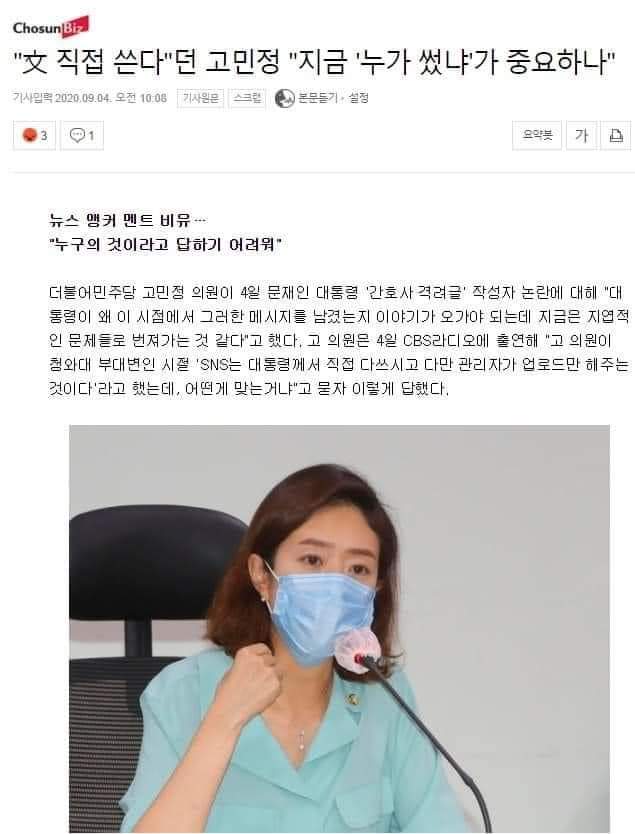 ChosunBiz
"文 직접 쓴다"던 고민정 "지금 '누가 썼냐'가 중요하나"
기사입력 2020.09.04. 오전 10:08 기사원문 스크랩 본문듣기 · 설정
3 1 요약봇 가
뉴스 앵커 멘트 비유…
"누구의 것이라고 답하기 어려워"
더불어민주당 고민정 의원이 4일 문재인 대통령 '간호사 격려글' 작성자 논란에 대해 "대
통령이 왜 이 시점에서 그러한 메시지를 남겼는지 이야기가 오가야 되는데 지금은 지엽적
인 문제들로 번져가는 것 같다"고 했다. 고 의원은 4일 CBS라디오에 출연해 "고 의원이
청와대 부대변인 시절 'SNS는 대통령께서 직접 다쓰시고 다만 관리자가 업로드만 해주는
것이다'라고 했는데, 어떤게 맞는거냐"고 묻자 이렇게 답했다.